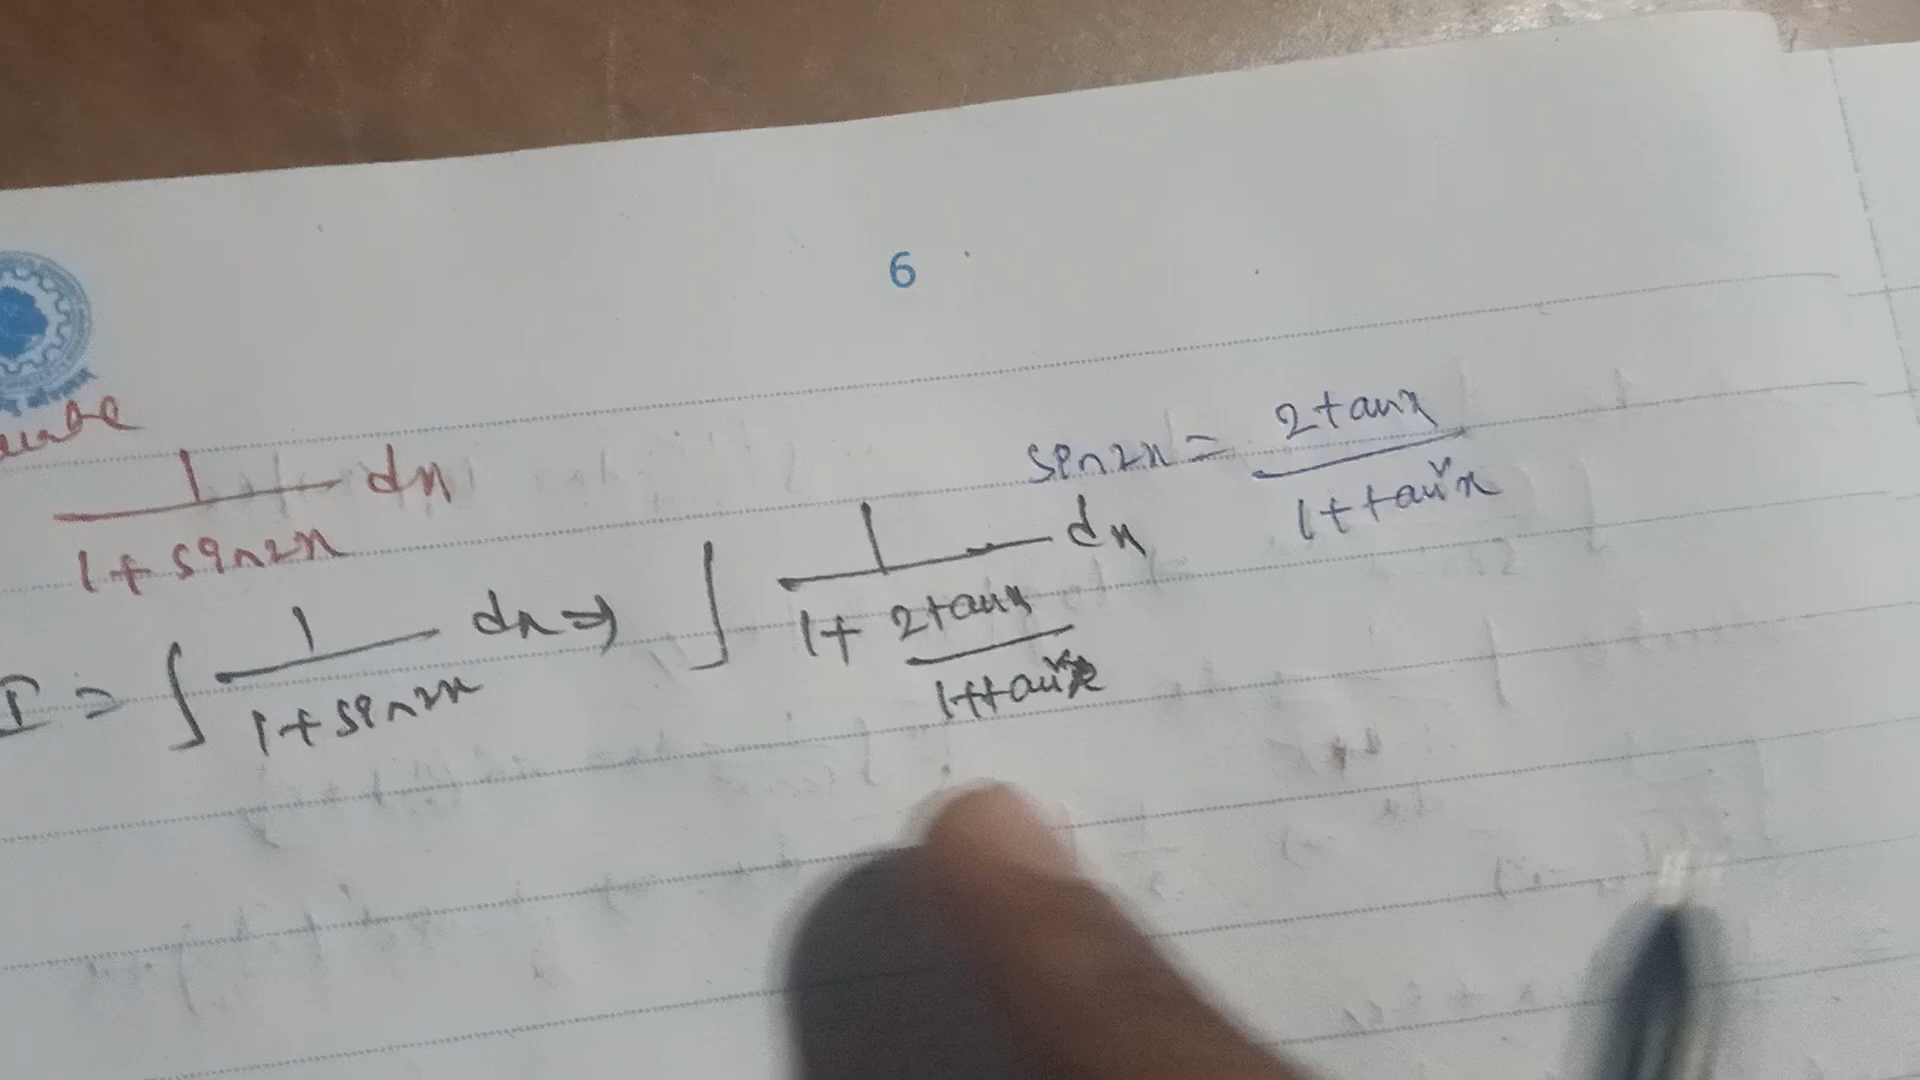 6
1/(1+sin2x) dx
sin2x = 2tanx/(1+tan²x)
I = ∫ 1/(1+sin2x) dx ⇒ ∫ 1/(1+ 2tanx/(1+tan²x)) dx